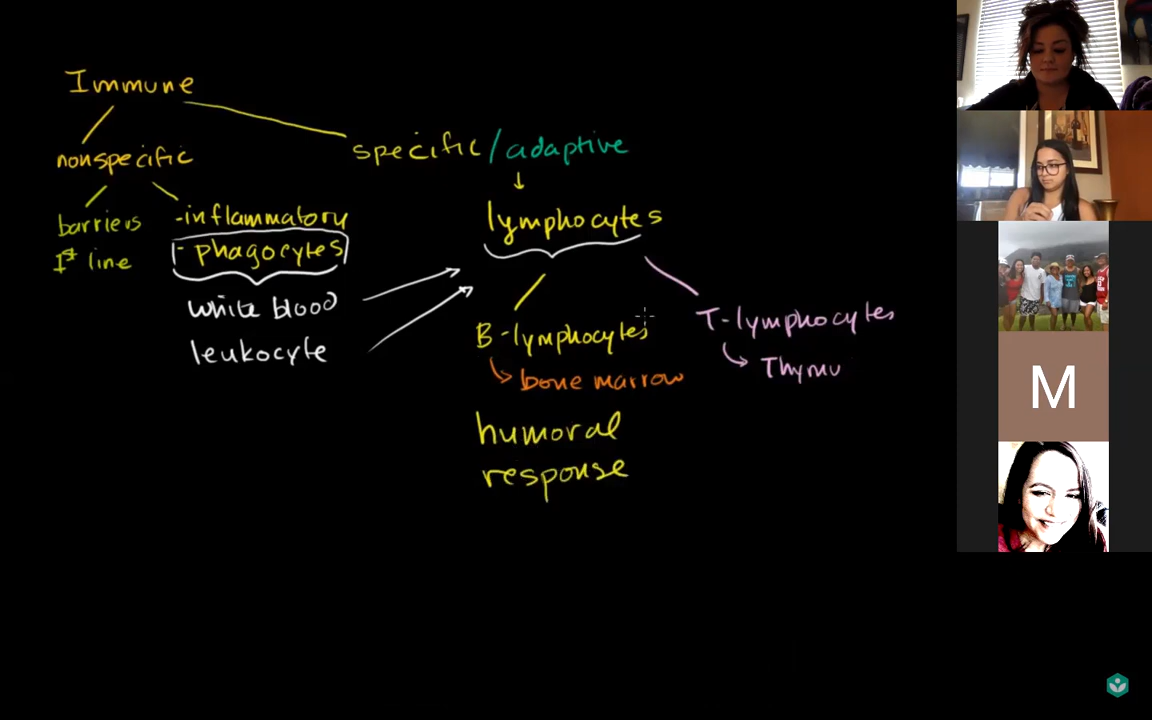 Immune
nonspecific
specific/adaptive
barriers
1st line
-inflammatory
- phagocytes
white blood
leukocyte
lymphocytes
B-lymphocytes
bone marrow
humoral
response
T-lymphocytes
Thymu
M